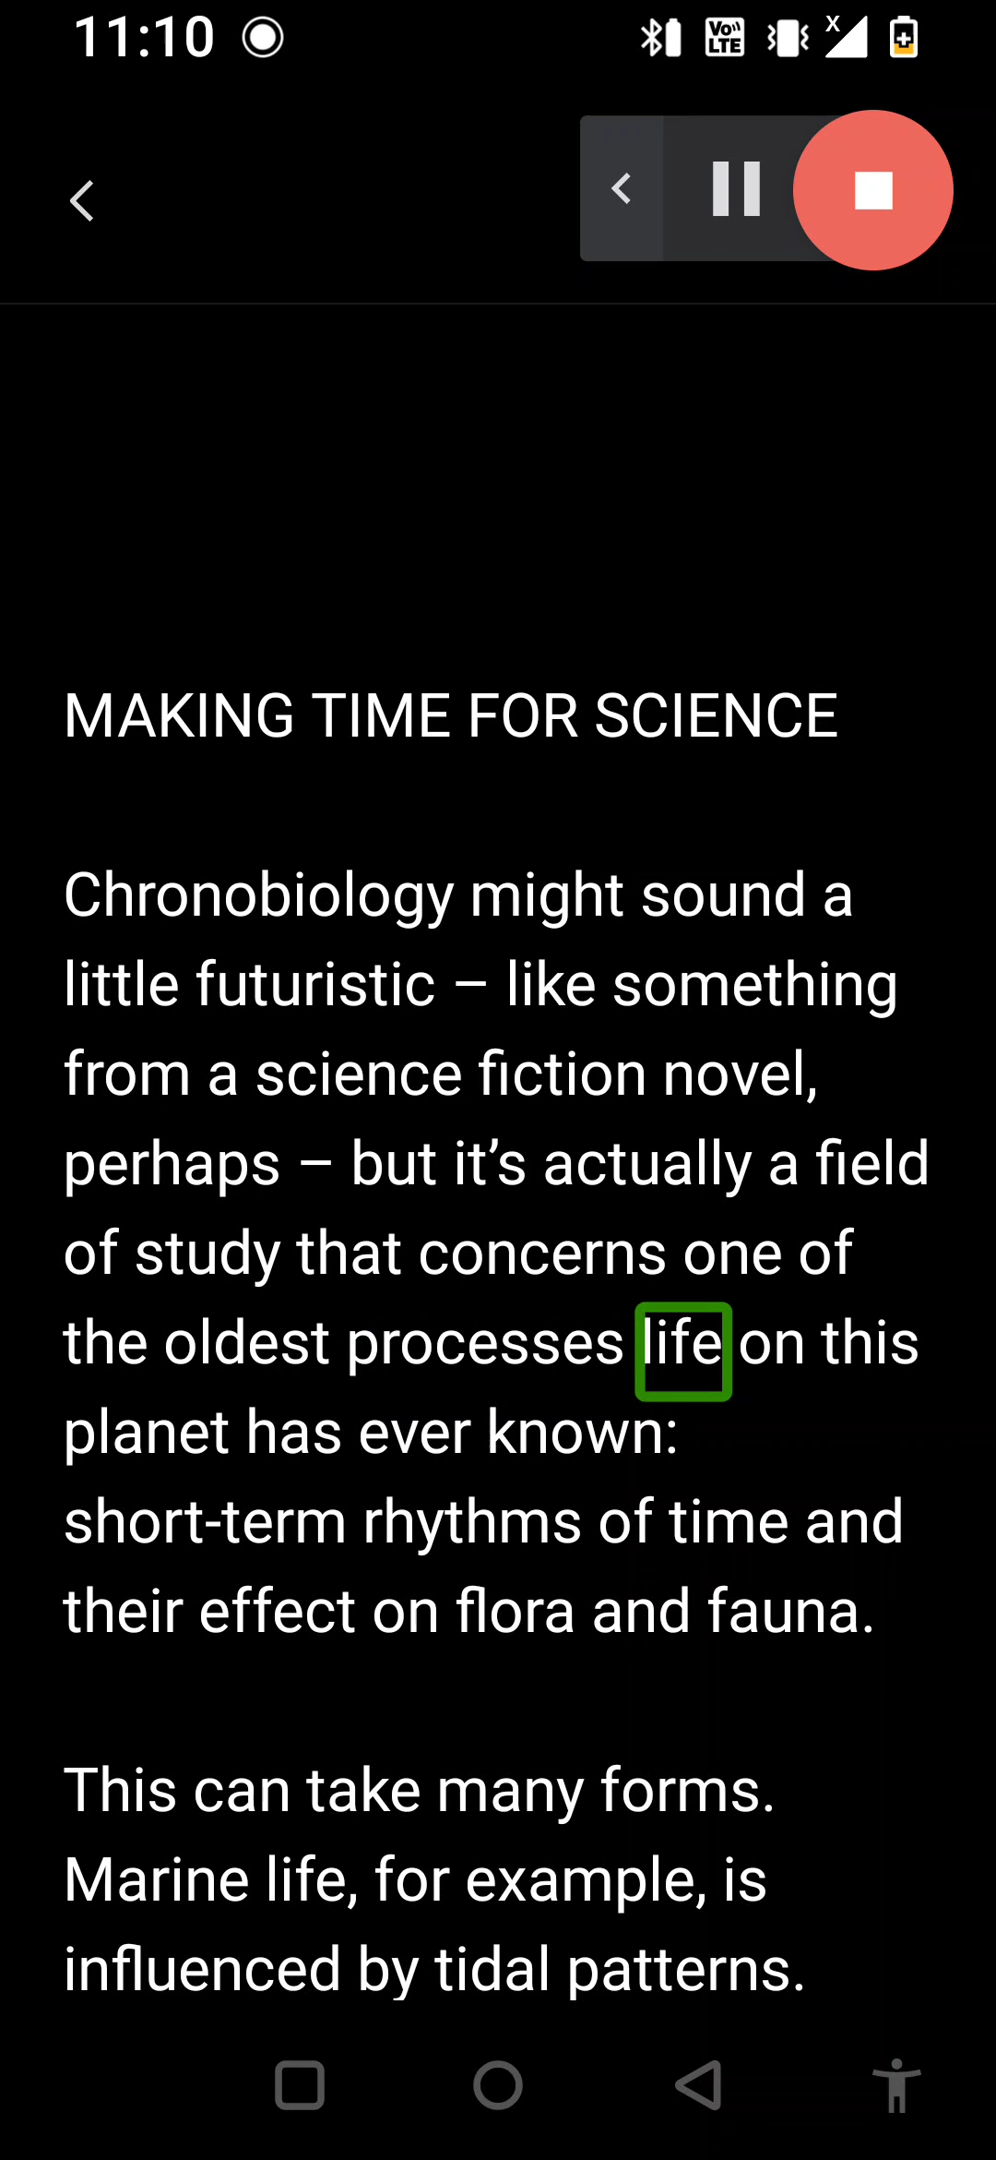 11:10
Vo LTE
X
MAKING TIME FOR SCIENCE
Chronobiology might sound a
little futuristic – like something
from a science fiction novel,
perhaps – but it’s actually a field
of study that concerns one of
the oldest processes life on this
planet has ever known:
short-term rhythms of time and
their effect on flora and fauna.
This can take many forms.
Marine life, for example, is
influenced by tidal patterns.